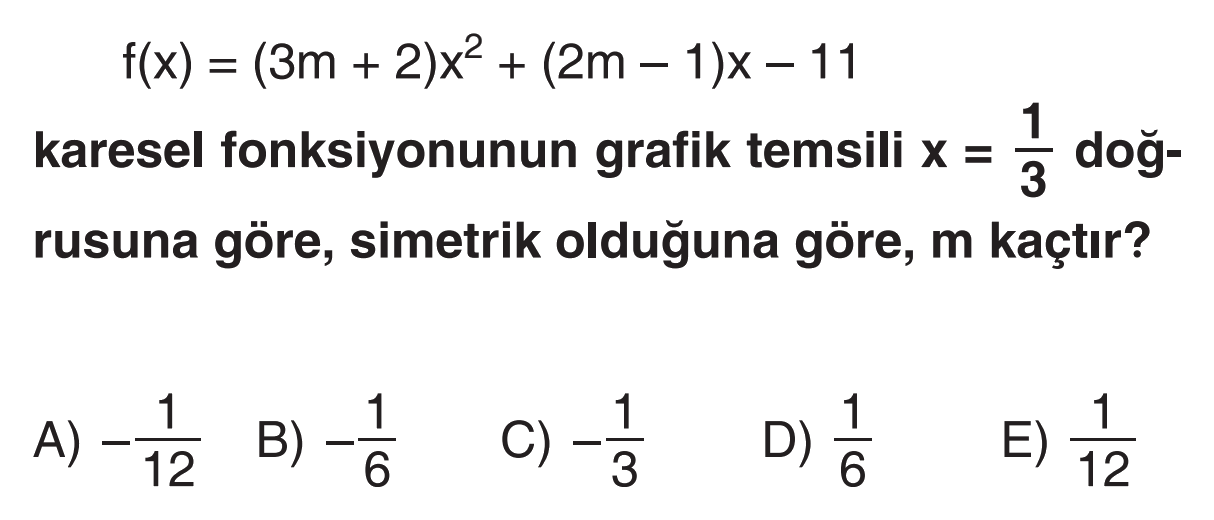 f(x) = (3m + 2)x² + (2m – 1)x – 11
karesel fonksiyonunun grafik temsili x = 1/3 doğ-
rusuna göre, simetrik olduğuna göre, m kaçtır?
A) –1/12 B) –1/6 C) –1/3 D) 1/6 E) 1/12